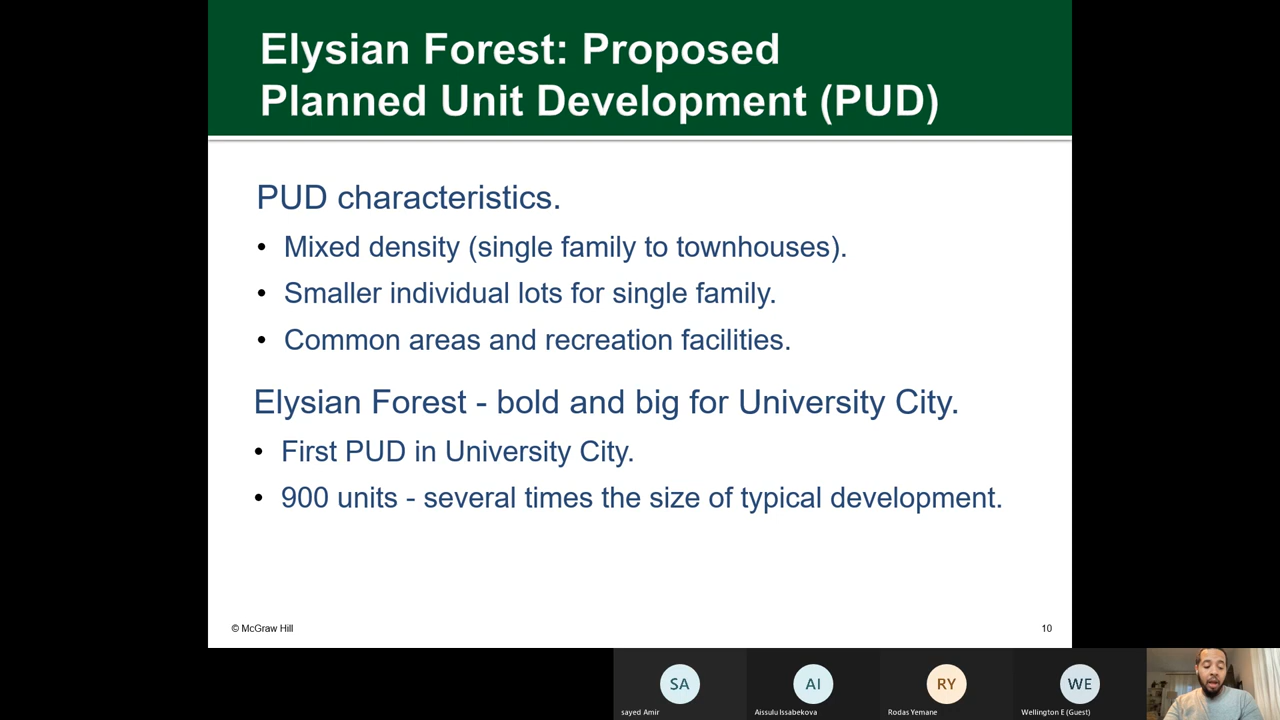 Elysian Forest: Proposed
Planned Unit Development (PUD)
PUD characteristics.
• Mixed density (single family to townhouses).
• Smaller individual lots for single family.
• Common areas and recreation facilities.
Elysian Forest - bold and big for University City.
• First PUD in University City.
• 900 units - several times the size of typical development.
© McGraw Hill
10
SA
AI
RY
WE
sayed Amir
Aissulu Issabekova
Rodas Yemane
Wellington E (Guest)